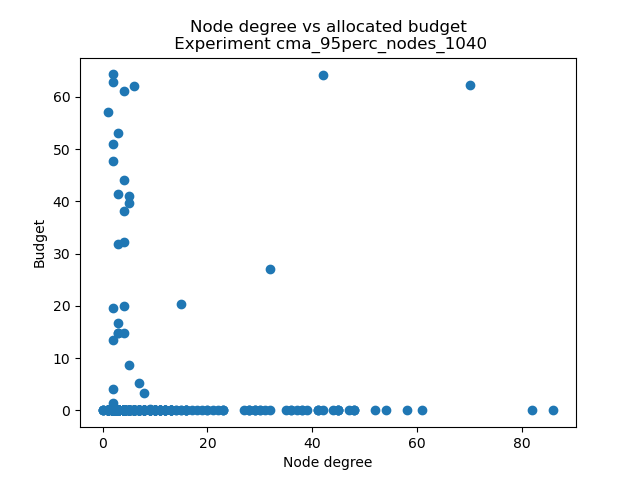 Node degree vs allocated budget
Experiment cma_95perc_nodes_1040
60
50
40
30
20
10
0
Budget
0 20 40 60 80
Node degree